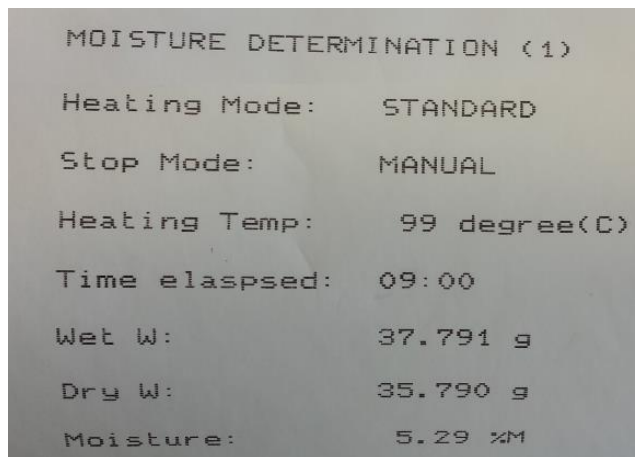 MOISTURE DETERMINATION (1)
Heating Mode: STANDARD
Stop Mode: MANUAL
Heating Temp: 99 degree(C)
Time elaspsed: 09:00
Wet W: 37.791 g
Dry W: 35.790 g
Moisture: 5.29 %M